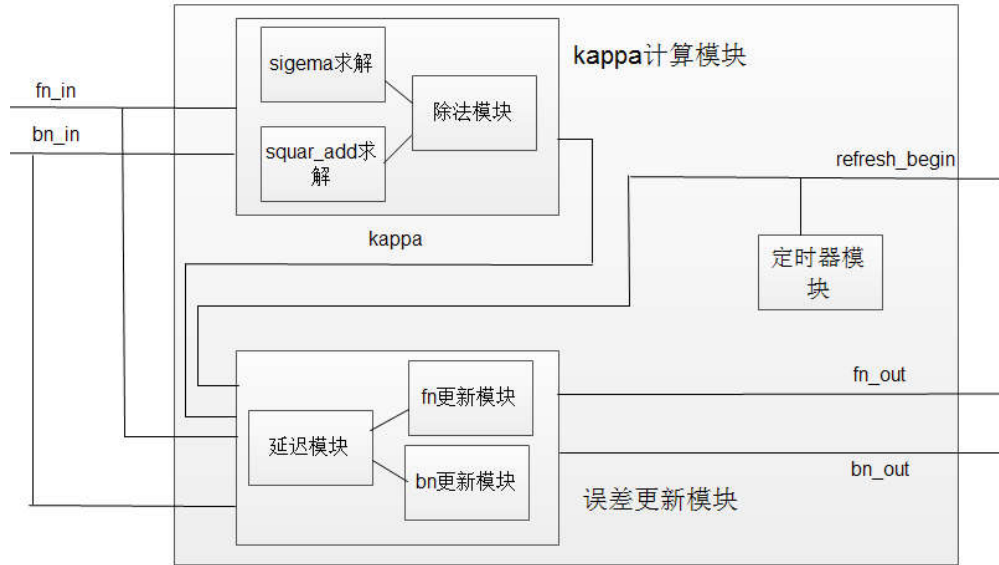 sigema求解
kappa计算模块
fn_in
除法模块
bn_in
squar_add求
解
refresh_begin
kappa
定时器模
块
fn更新模块
fn_out
延迟模块
bn更新模块
bn_out
误差更新模块